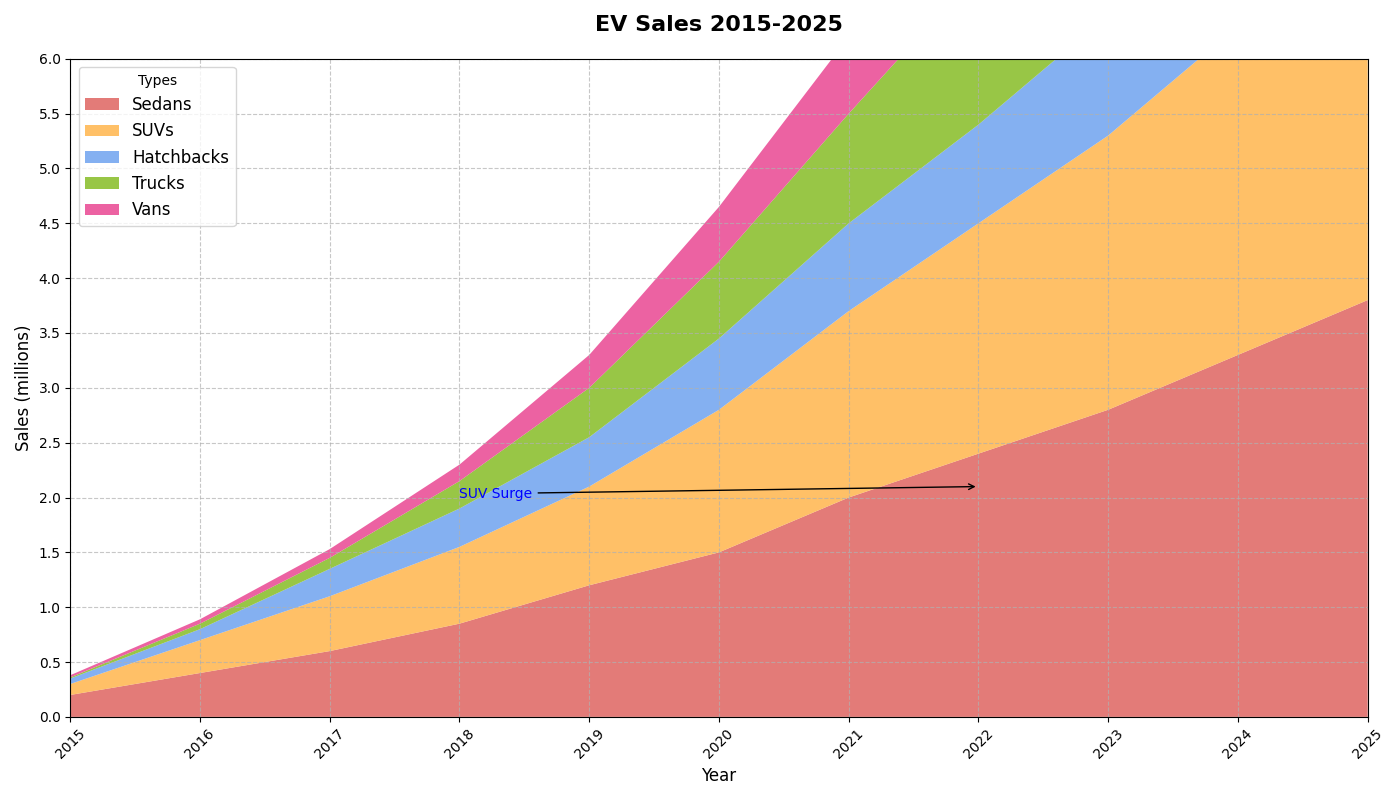 EV Sales 2015-2025
Sales (millions)
6.0
5.5
5.0
4.5
4.0
3.5
3.0
2.5
2.0
1.5
1.0
0.5
0.0
Types
Sedans
SUVs
Hatchbacks
Trucks
Vans
SUV Surge
2015 2016 2017 2018 2019 2020 2021 2022 2023 2024 2025
Year